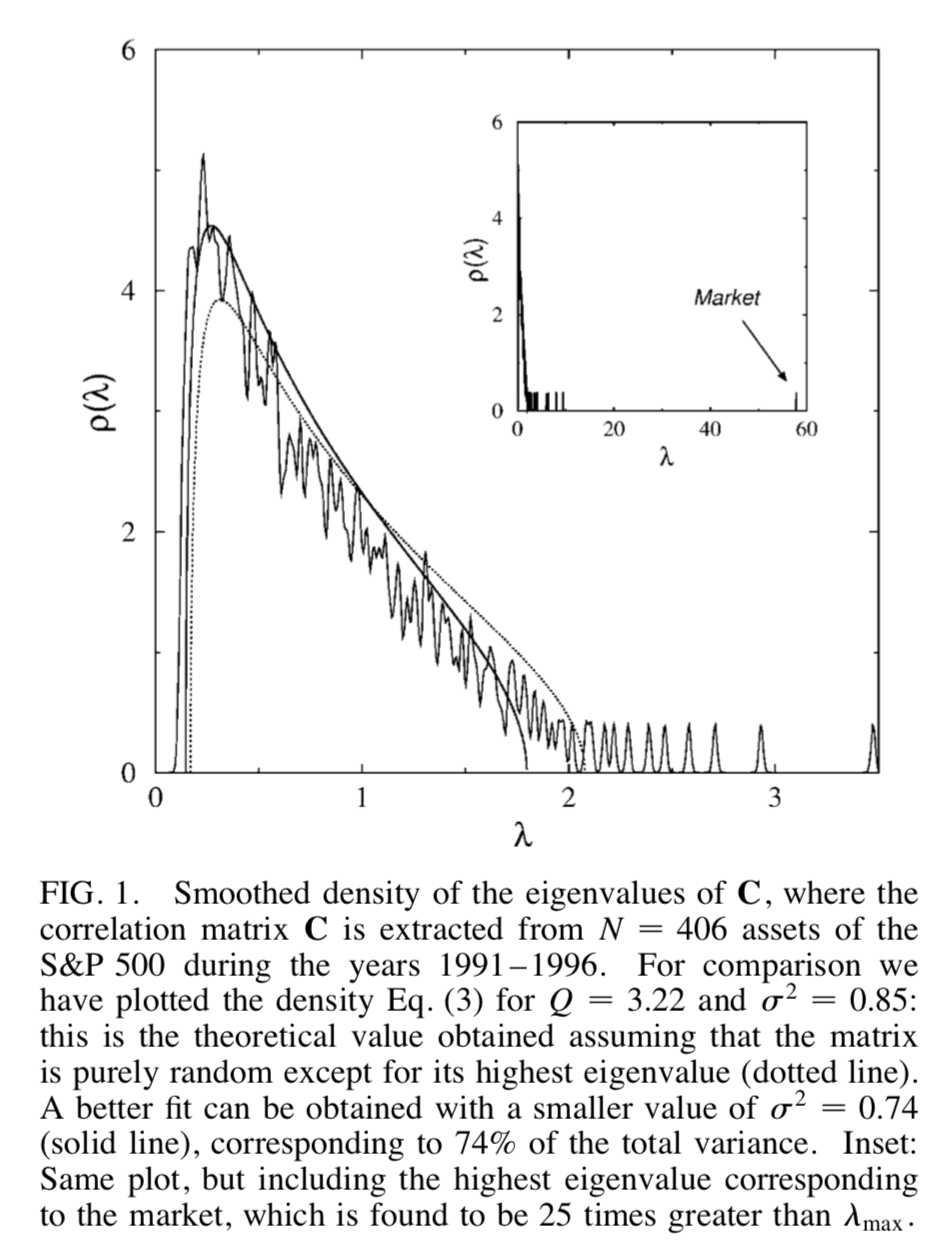 6
4
2
0
ρ(λ)
0
1
2
3
λ
6
4
2
0
ρ(λ)
Market
0
20
40
60
λ
FIG. 1. Smoothed density of the eigenvalues of C, where the
correlation matrix C is extracted from N = 406 assets of the
S&P 500 during the years 1991–1996. For comparison we
have plotted the density Eq. (3) for Q = 3.22 and σ² = 0.85:
this is the theoretical value obtained assuming that the matrix
is purely random except for its highest eigenvalue (dotted line).
A better fit can be obtained with a smaller value of σ² = 0.74
(solid line), corresponding to 74% of the total variance. Inset:
Same plot, but including the highest eigenvalue corresponding
to the market, which is found to be 25 times greater than λmax.